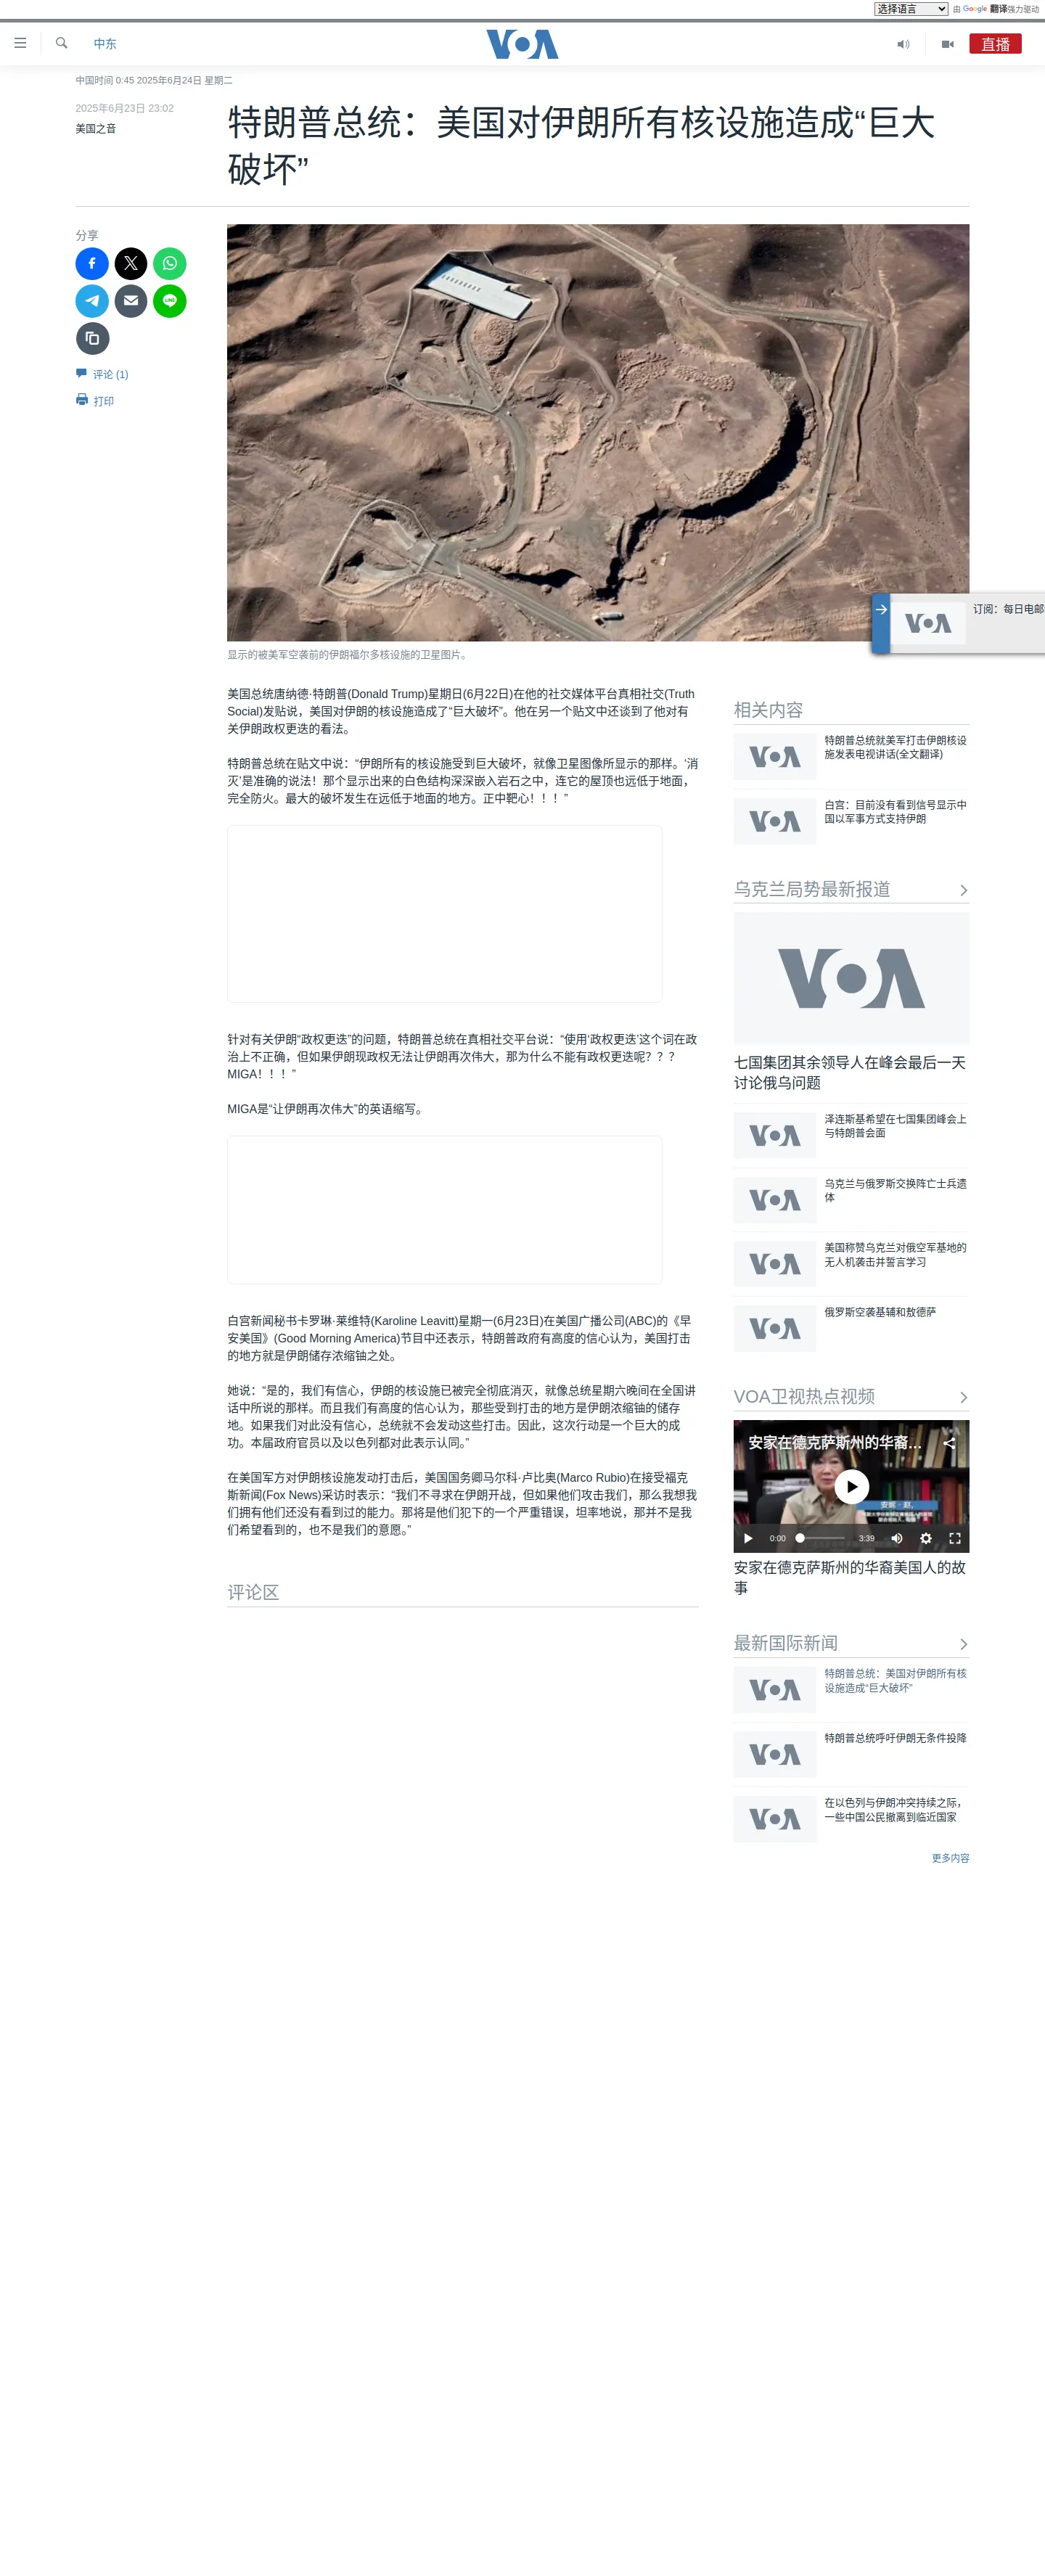 选择语言 由 Google 翻译强力驱动
中东
VOA
直播
中国时间 0:45 2025年6月24日 星期二
2025年6月23日 23:02
美国之音
特朗普总统：美国对伊朗所有核设施造成“巨大
破坏”
分享
评论 (1)
打印
显示的被美军空袭前的伊朗福尔多核设施的卫星图片。
VOA
订阅：每日电邮
美国总统唐纳德·特朗普(Donald Trump)星期日(6月22日)在他的社交媒体平台真相社交(Truth
Social)发贴说，美国对伊朗的核设施造成了“巨大破坏”。他在另一个贴文中还谈到了他对有
关伊朗政权更迭的看法。
特朗普总统在贴文中说：“伊朗所有的核设施受到巨大破坏，就像卫星图像所显示的那样。‘消
灭’是准确的说法！那个显示出来的白色结构深深嵌入岩石之中，连它的屋顶也远低于地面，
完全防火。最大的破坏发生在远低于地面的地方。正中靶心！！！”
针对有关伊朗“政权更迭”的问题，特朗普总统在真相社交平台说：“使用‘政权更迭’这个词在政
治上不正确，但如果伊朗现政权无法让伊朗再次伟大，那为什么不能有政权更迭呢？？？
MIGA！！！”
MIGA是“让伊朗再次伟大”的英语缩写。
白宫新闻秘书卡罗琳·莱维特(Karoline Leavitt)星期一(6月23日)在美国广播公司(ABC)的《早
安美国》(Good Morning America)节目中还表示，特朗普政府有高度的信心认为，美国打击
的地方就是伊朗储存浓缩铀之处。
她说：“是的，我们有信心，伊朗的核设施已被完全彻底消灭，就像总统星期六晚间在全国讲
话中所说的那样。而且我们有高度的信心认为，那些受到打击的地方是伊朗浓缩铀的储存
地。如果我们对此没有信心，总统就不会发动这些打击。因此，这次行动是一个巨大的成
功。本届政府官员以及以色列都对此表示认同。”
在美国军方对伊朗核设施发动打击后，美国国务卿马尔科·卢比奥(Marco Rubio)在接受福克
斯新闻(Fox News)采访时表示：“我们不寻求在伊朗开战，但如果他们攻击我们，那么我想我
们拥有他们还没有看到过的能力。那将是他们犯下的一个严重错误，坦率地说，那并不是我
们希望看到的，也不是我们的意愿。”
评论区
相关内容
VOA
特朗普总统就美军打击伊朗核设
施发表电视讲话(全文翻译)
VOA
白宫：目前没有看到信号显示中
国以军事方式支持伊朗
乌克兰局势最新报道
VOA
七国集团其余领导人在峰会最后一天
讨论俄乌问题
VOA
泽连斯基希望在七国集团峰会上
与特朗普会面
VOA
乌克兰与俄罗斯交换阵亡士兵遗
体
VOA
美国称赞乌克兰对俄空军基地的
无人机袭击并誓言学习
VOA
俄罗斯空袭基辅和敖德萨
VOA卫视热点视频
安家在德克萨斯州的华裔...
安妮·赵,
0:00
3:39
安家在德克萨斯州的华裔美国人的故
事
最新国际新闻
VOA
特朗普总统：美国对伊朗所有核
设施造成“巨大破坏”
VOA
特朗普总统呼吁伊朗无条件投降
VOA
在以色列与伊朗冲突持续之际，
一些中国公民撤离到临近国家
更多内容